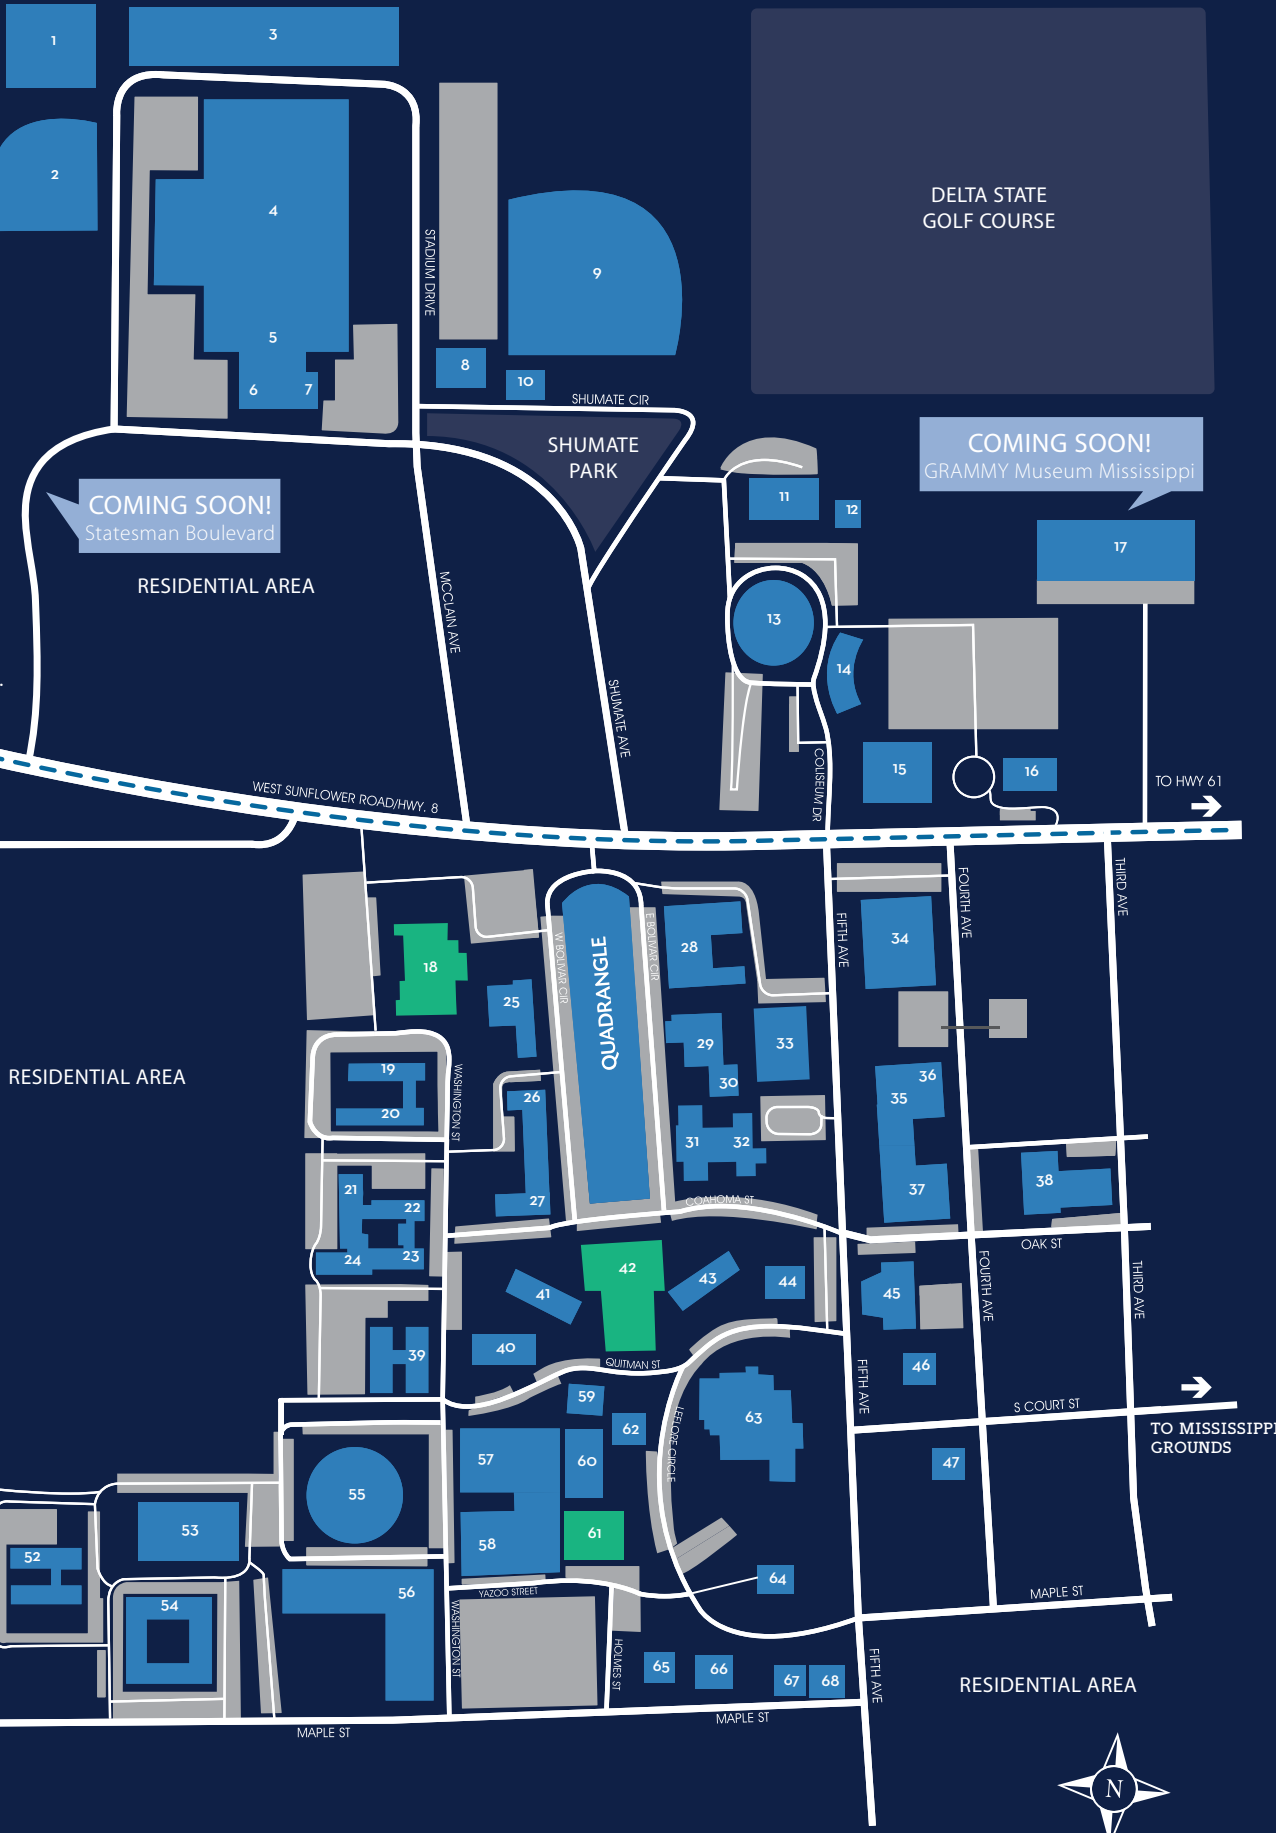 1
3
2
4
STADIUM DRIVE
9
DELTA STATE
GOLF COURSE
5
6
7
8
10
SHUMATE CIR
SHUMATE
PARK
COMING SOON!
GRAMMY Museum Mississippi
COMING SOON!
Statesman Boulevard
11
12
17
RESIDENTIAL AREA
MCCLAIN AVE
SHUMATE AVE
13
14
15
16
COLISEUM DR
TO HWY 61
WEST SUNFLOWER ROAD/HWY. 8
THIRD AVE
FOURTH AVE
FIFTH AVE
W BOLIVAR CIR
E BOLIVAR CIR
QUADRANGLE
18
25
28
34
29
33
30
RESIDENTIAL AREA
19
20
WASHINGTON ST
26
27
31
32
35
36
37
38
21
22
23
24
COAHOMA ST
OAK ST
FOURTH AVE
THIRD AVE
41
42
43
44
45
40
39
QUITMAN ST
46
FIFTH AVE
S COURT ST
TO MISSISSIPPI
GROUNDS
59
62
63
LEFLORE CIRCLE
47
55
57
60
58
61
53
52
54
56
YAZOO STREET
64
MAPLE ST
WASHINGTON ST
HOLMES ST
65
66
67
68
FIFTH AVE
RESIDENTIAL AREA
MAPLE ST
MAPLE ST
N